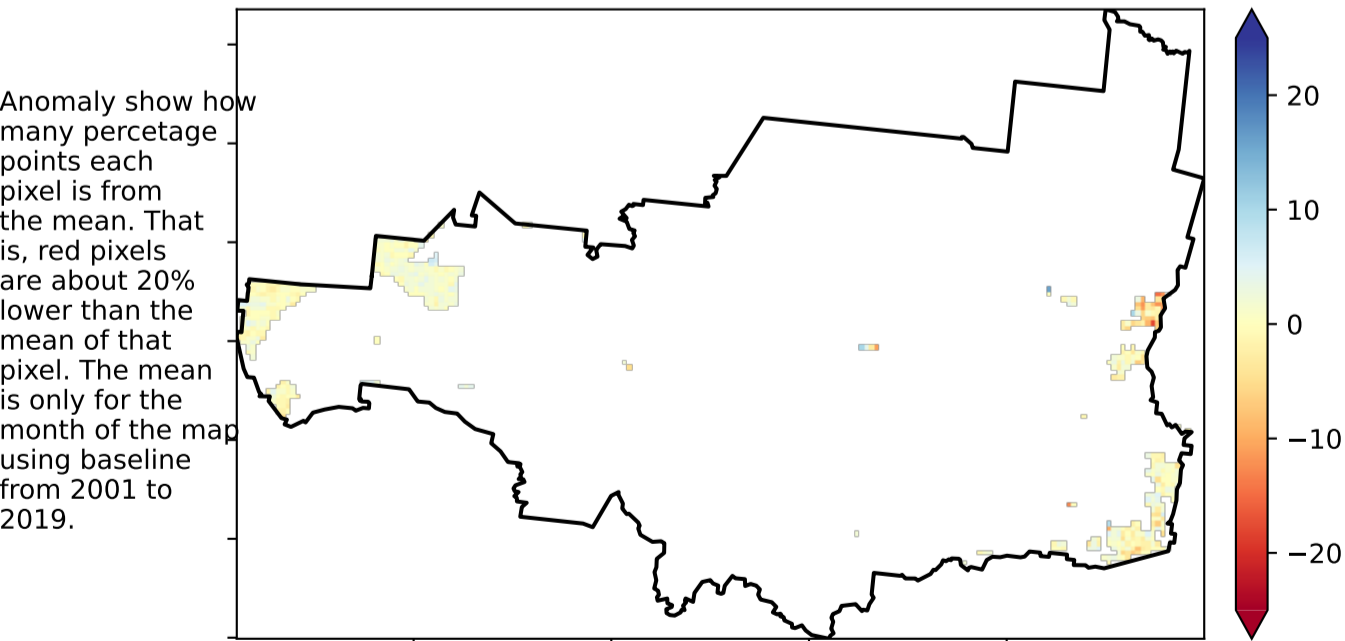 Anomaly show how
many percetage
points each
pixel is from
the mean. That
is, red pixels
are about 20%
lower than the
mean of that
pixel. The mean
is only for the
month of the map
using baseline
from 2001 to
2019.
20
10
0
−10
−20